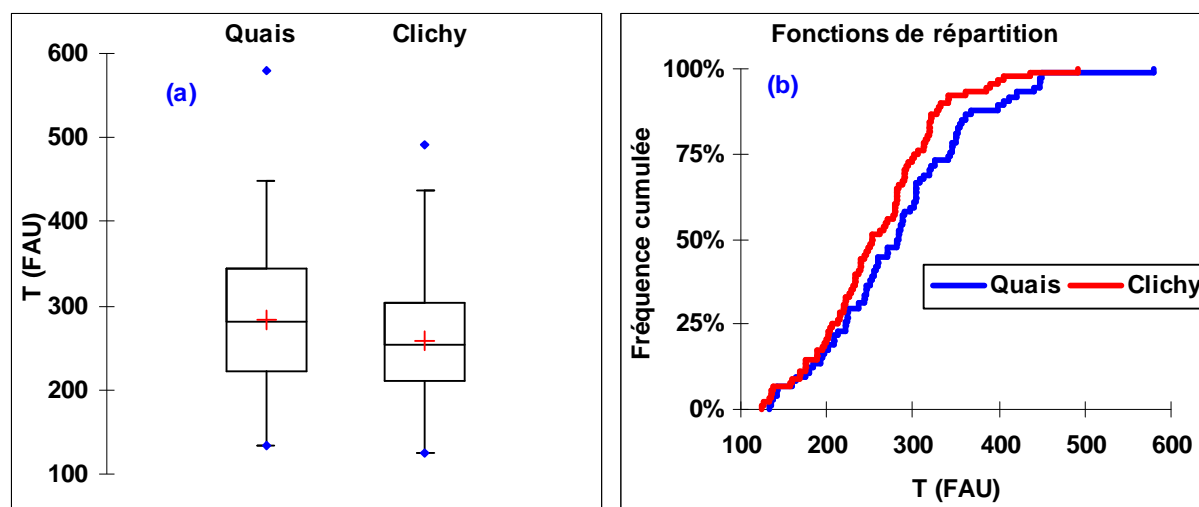 Quais Clichy
(a)
T (FAU)
600
500
400
300
200
100
Fonctions de répartition
(b)
Fréquence cumulée
100%
75%
50%
25%
0%
Quais Clichy
100 200 300 400 500 600
T (FAU)